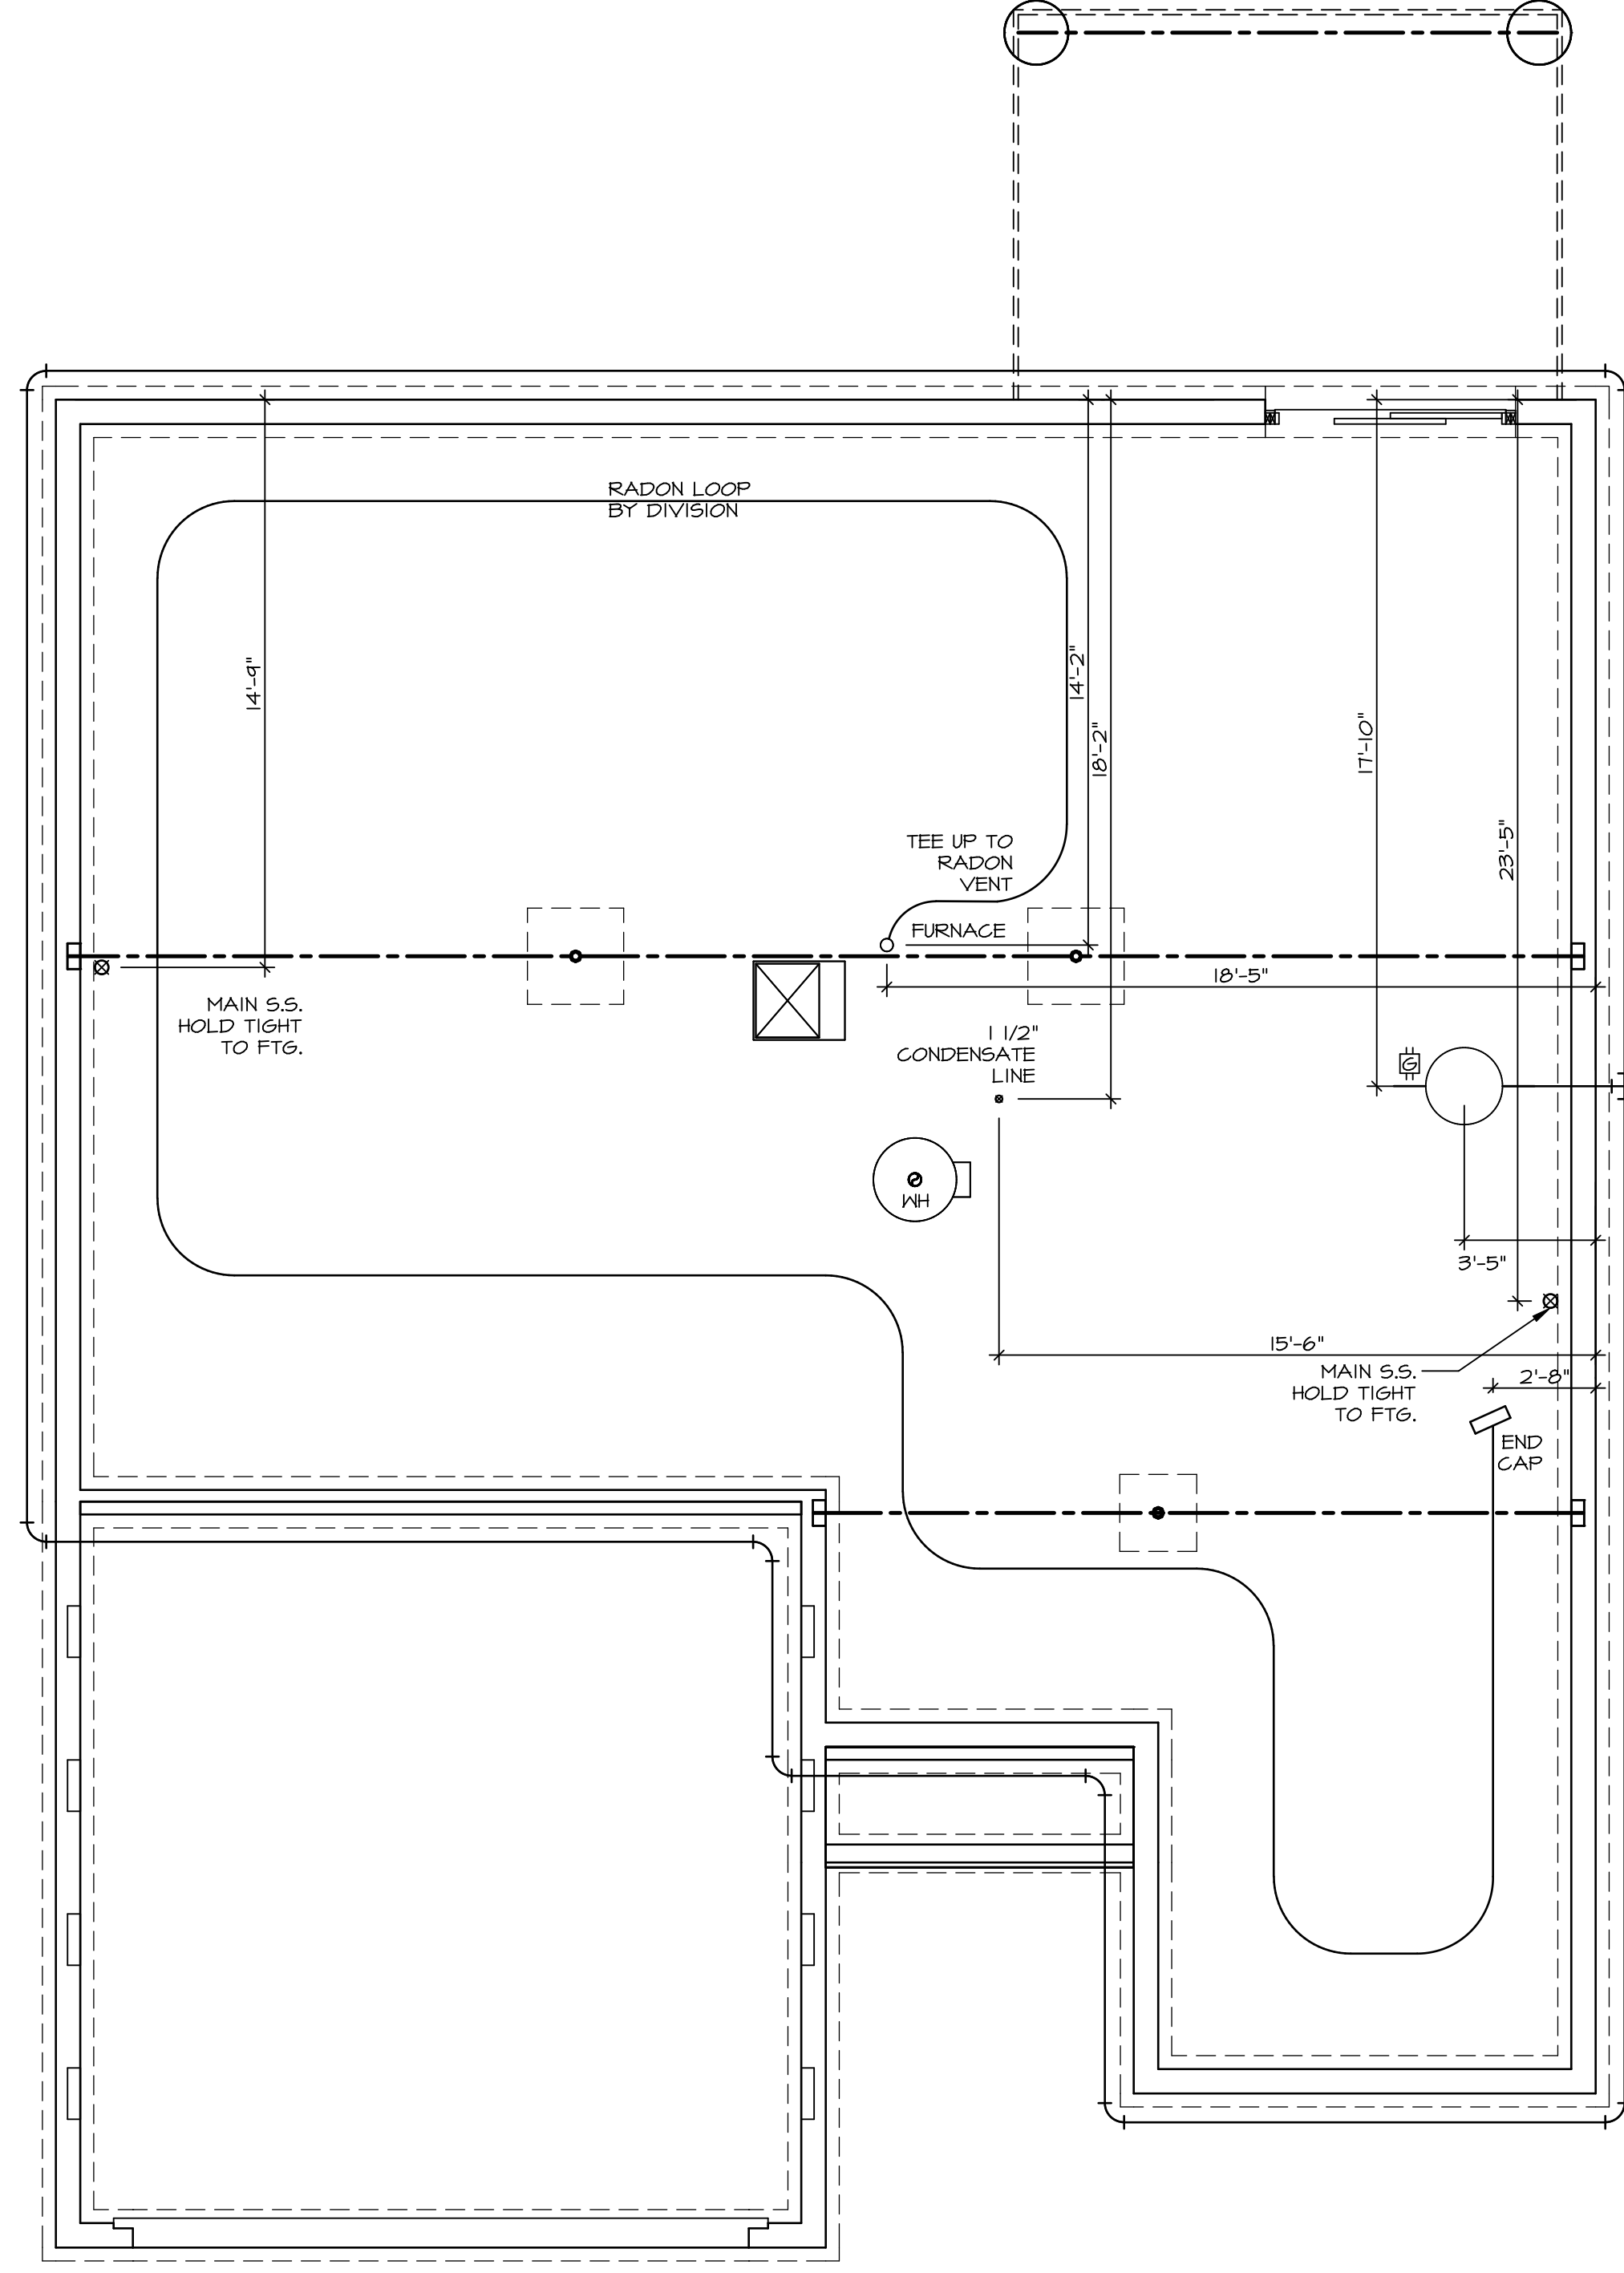 RADON LOOP
BY DIVISION
14'-9"
14'-2"
18'-2"
17'-10"
23'-5"
TEE UP TO
RADON
VENT
FURNACE
18'-5"
MAIN S.S.
HOLD TIGHT
TO FTG.
1 1/2"
CONDENSATE
LINE
G
WH
3'-5"
15'-6"
MAIN S.S.
HOLD TIGHT
TO FTG.
2'-8"
END
CAP